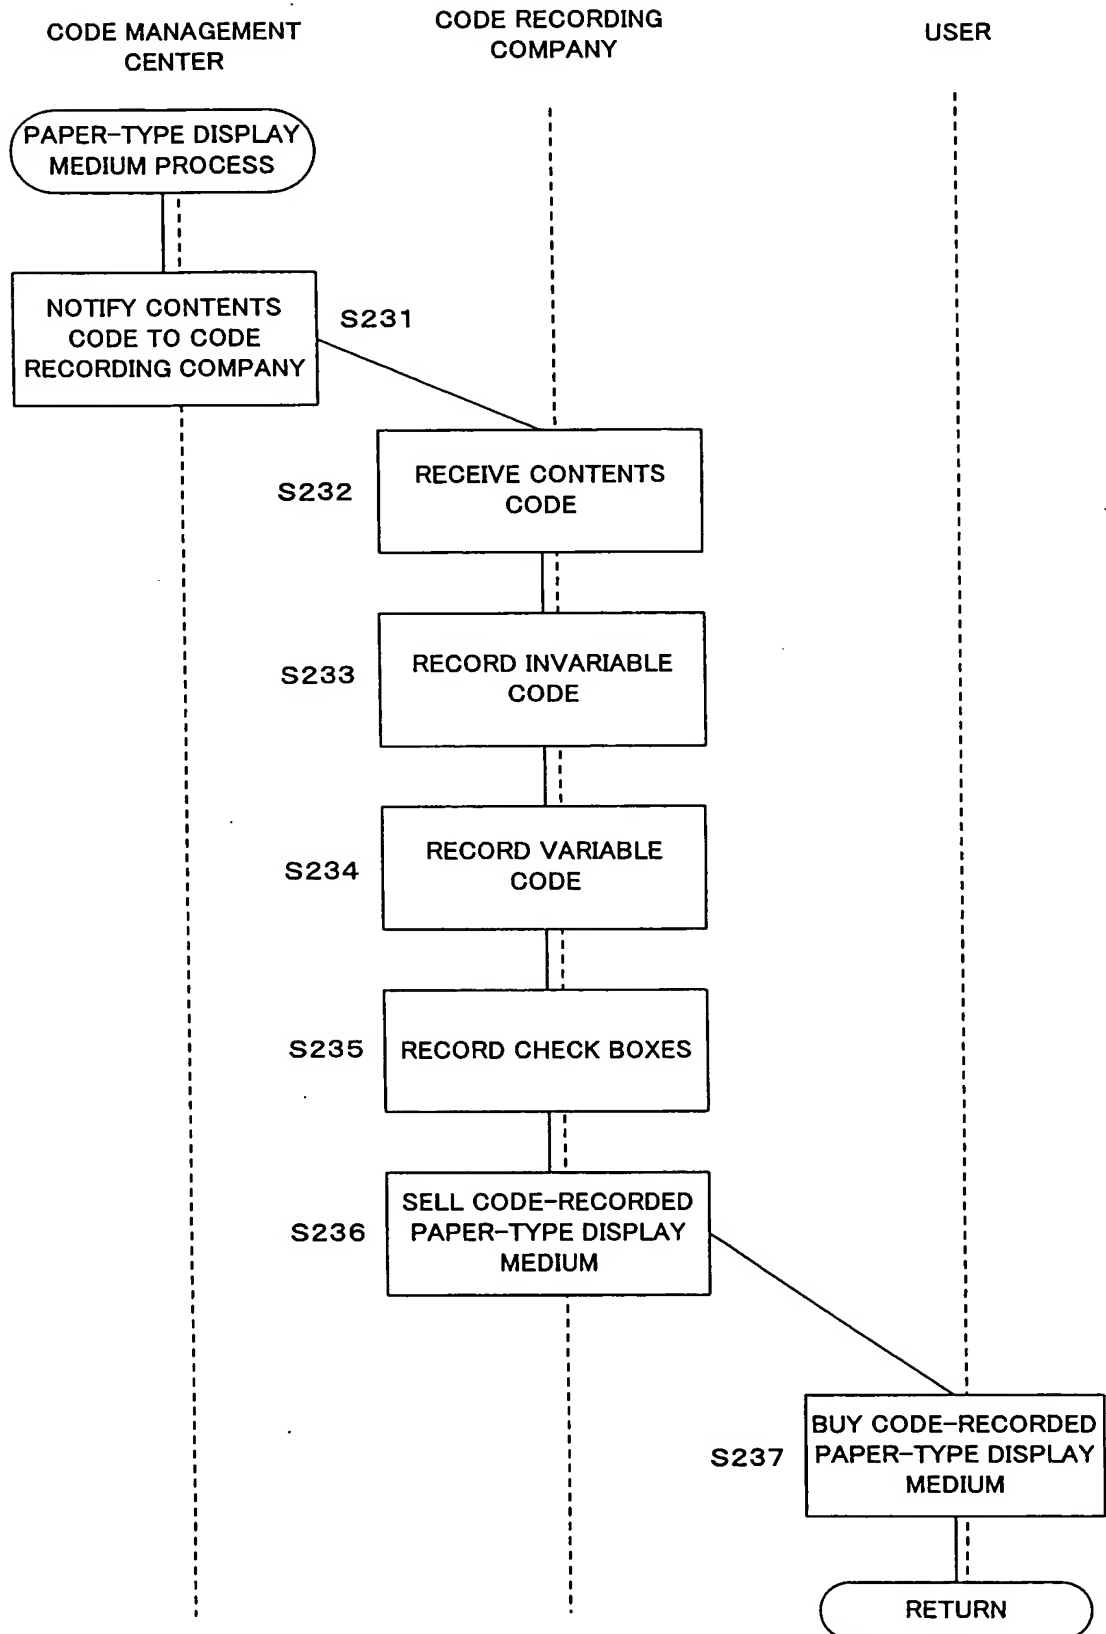 CODE MANAGEMENT
CENTER
CODE RECORDING
COMPANY
USER
PAPER-TYPE DISPLAY
MEDIUM PROCESS
NOTIFY CONTENTS
CODE TO CODE
RECORDING COMPANY
S231
S232
RECEIVE CONTENTS
CODE
S233
RECORD INVARIABLE
CODE
S234
RECORD VARIABLE
CODE
S235
RECORD CHECK BOXES
S236
SELL CODE-RECORDED
PAPER-TYPE DISPLAY
MEDIUM
S237
BUY CODE-RECORDED
PAPER-TYPE DISPLAY
MEDIUM
RETURN